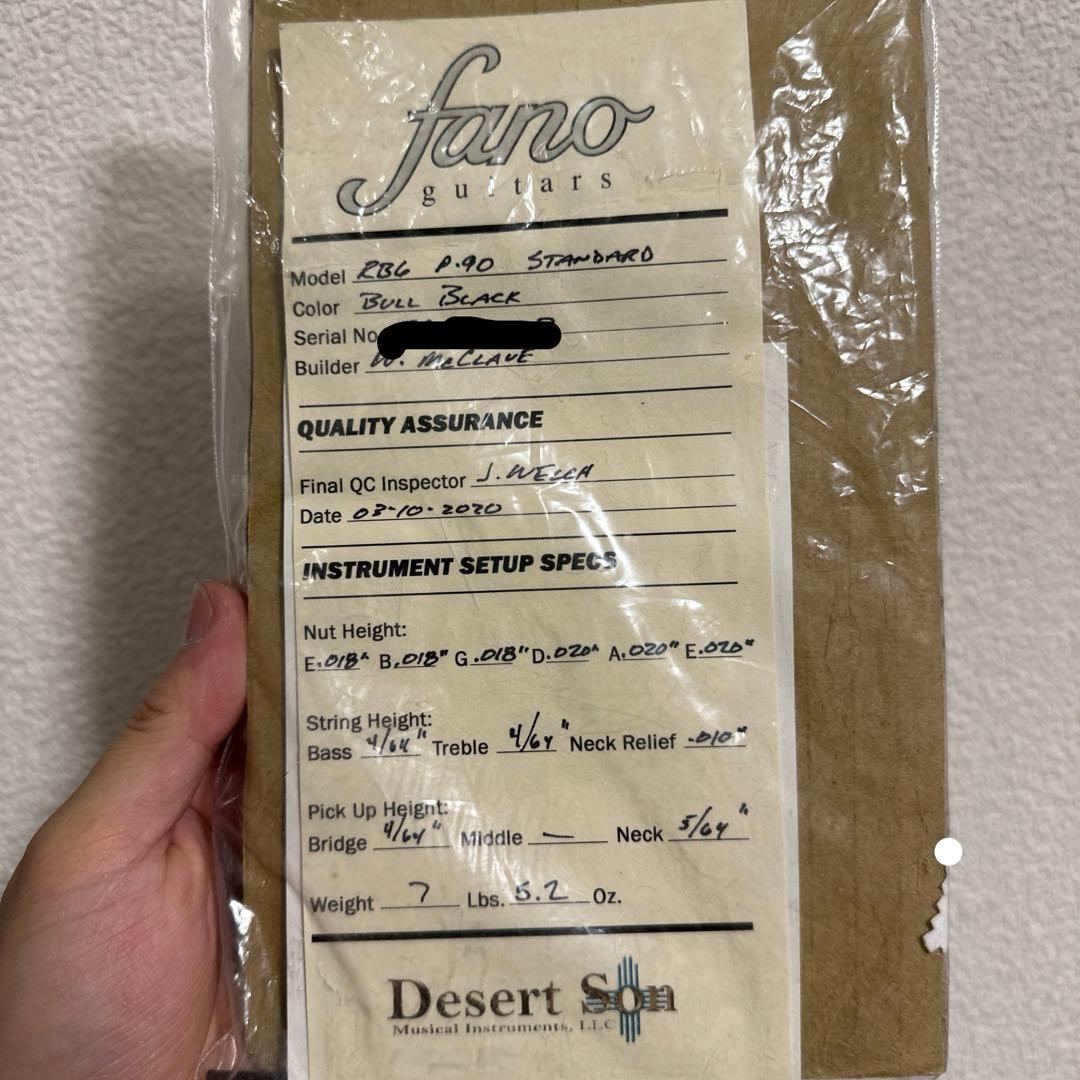 fano
guitars
Model RB6 P.90 STANDARD
Color BULL BLACK
Serial No
Builder W. McCLAVE
QUALITY ASSURANCE
Final QC Inspector J. WELCH
Date 03-10-2020
INSTRUMENT SETUP SPECS
Nut Height:
E .018" B .018" G .018" D .020" A .020" E .020"
String Height:
Bass 4/64" Treble 4/64" Neck Relief .010"
Pick Up Height:
Bridge 4/64" Middle — Neck 5/64"
Weight 7 Lbs. 5.2 Oz.
Desert Son
Musical Instruments, LLC